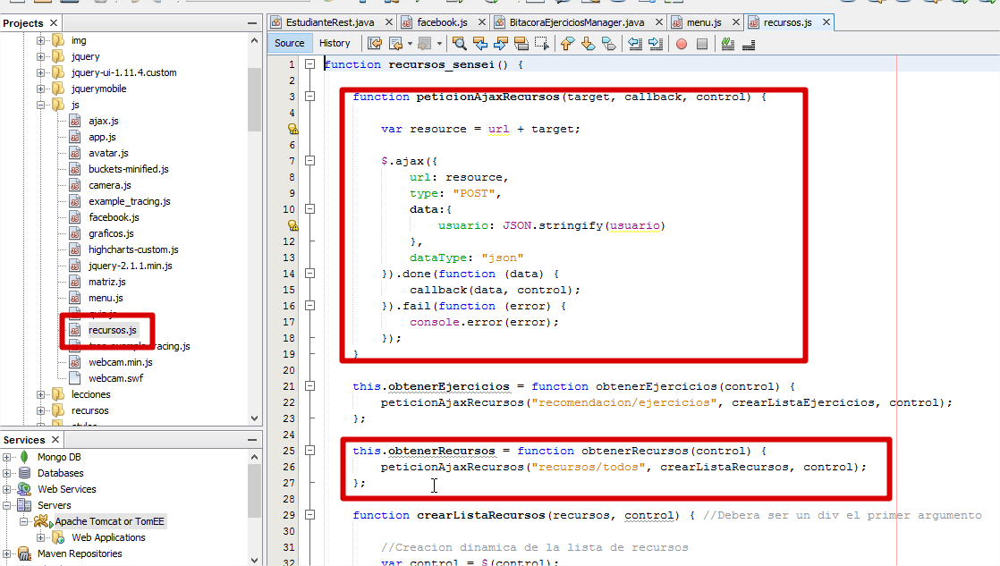 Projects
img
jquery
jquery-ui-1.11.4.custom
jquerymobile
js
ajax.js
app.js
avatar.js
buckets-minified.js
camera.js
example_tracing.js
facebook.js
graficos.js
highcharts-custom.js
jquery-2.1.1.min.js
matriz.js
menu.js
recursos.js
webcam.min.js
webcam.swf
lecciones
recursos
Services
Mongo DB
Databases
Web Services
Servers
Apache Tomcat or TomEE
Web Applications
Maven Repositories
EstudianteRest.java
facebook.js
BitacoraEjerciciosManager.java
menu.js
recursos.js
Source History
1 function recursos_sensei() {
2
3 function peticionAjaxRecursos(target, callback, control) {
4
var resource = url + target;
6
7 $.ajax({
8 url: resource,
9 type: "POST",
10 data:{
usuario: JSON.stringify(usuario)
12 },
13 dataType: "json"
14 }).done(function (data) {
15 callback(data, control);
16 }).fail(function (error) {
17 console.error(error);
18 });
19 }
20
21 this.obtenerEjercicios = function obtenerEjercicios(control) {
22 peticionAjaxRecursos("recomendacion/ejercicios", crearListaEjercicios, control);
23 };
24
25 this.obtenerRecursos = function obtenerRecursos(control) {
26 peticionAjaxRecursos("recursos/todos", crearListaRecursos, control);
27 };
28
29 function crearListaRecursos(recursos, control) { //Debera ser un div el primer argumento
30
31 //Creacion dinamica de la lista de recursos
32 var control = $(control);